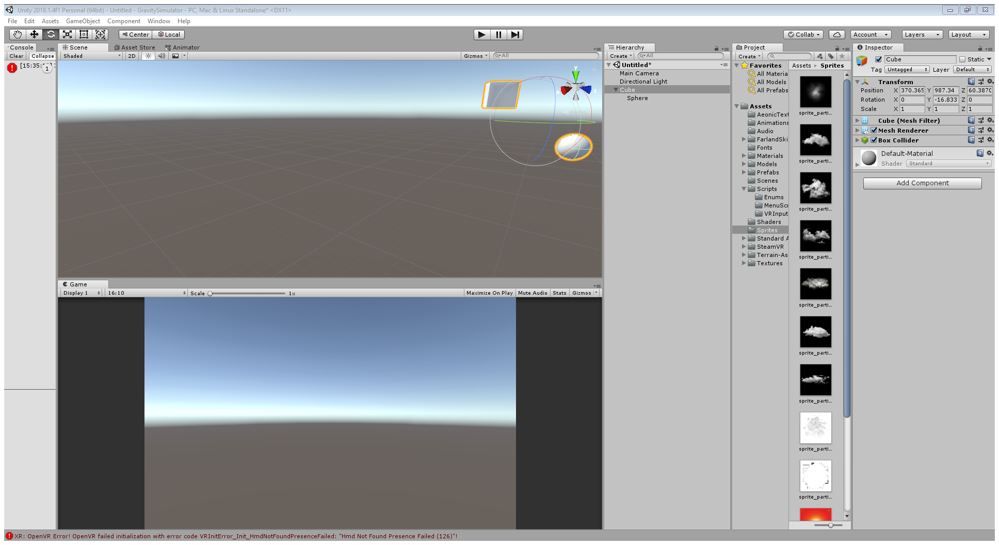 Unity 2018.1.4f1 Personal (64bit) - Untitled - GravitySimulator - PC, Mac & Linux Standalone* <DX11>
File Edit Assets GameObject Component Window Help
Center Local
Collab Account Layers Layout
Console
Clear Collapse
[15:35:
1
Scene Asset Store Animator
Shaded 2D Gizmos All
y
x z
Game
Display 1 16:10 Scale 1x Maximize On Play Mute Audio Stats Gizmos
Hierarchy
Create All
Untitled*
Main Camera
Directional Light
Cube
Sphere
Project
Create
Favorites
All Materia
All Models
All Prefabs
Assets
AeonicText
Animations
Audio
FarlandSki
Fonts
Materials
Models
Prefabs
Scenes
Scripts
Enums
MenuScr
VRInput
Shaders
Sprites
Standard A
SteamVR
Terrain-As
Textures
Assets Sprites
sprite_parti...
sprite_parti...
sprite_parti...
sprite_parti...
sprite_parti...
sprite_parti...
sprite_parti...
sprite_parti...
sprite_parti...
Inspector
Cube Static
Tag Untagged Layer Default
Transform
Position X 370.365 Y 987.34 Z 60.3870
Rotation X 0 Y -16.833 Z 0
Scale X 1 Y 1 Z 1
Cube (Mesh Filter)
Mesh Renderer
Box Collider
Default-Material
Shader Standard
Add Component
XR: OpenVR Error! OpenVR failed initialization with error code VRInitError_Init_HmdNotFoundPresenceFailed: "Hmd Not Found Presence Failed (126)"!